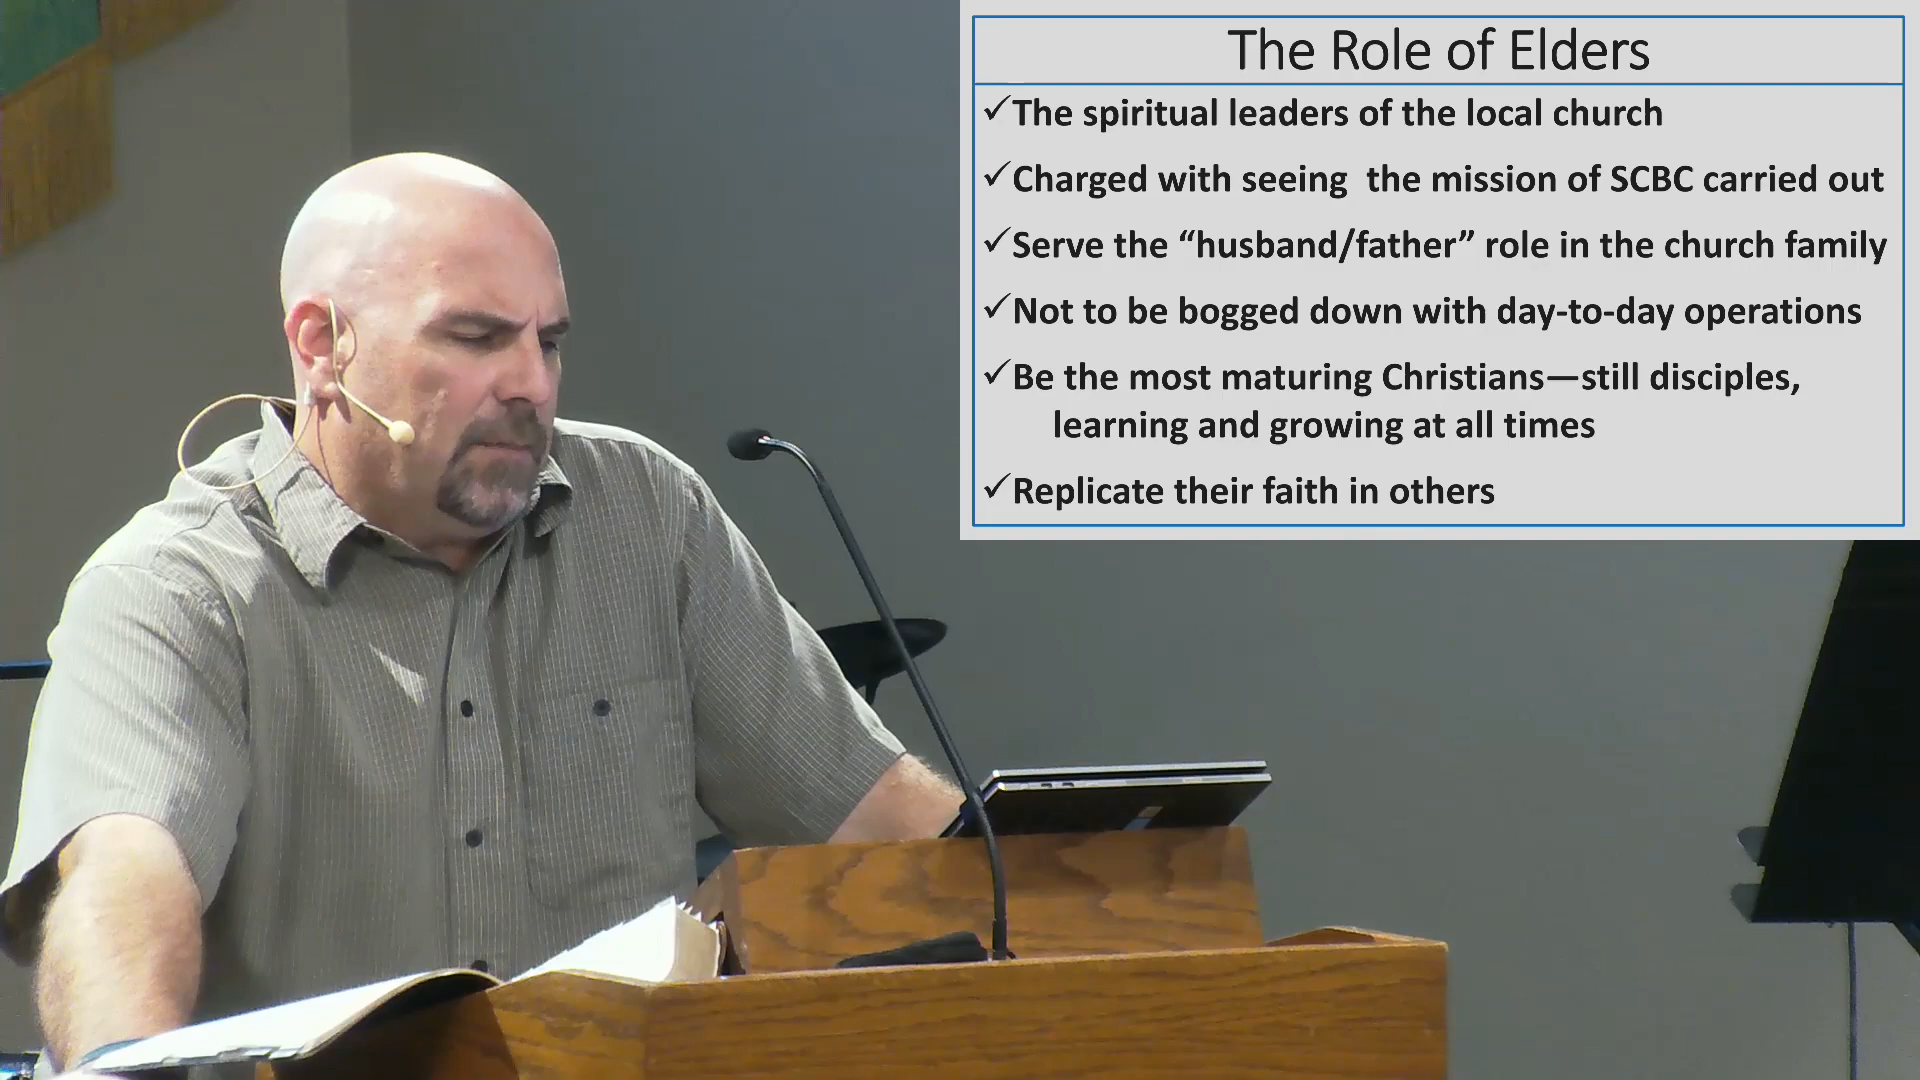 The Role of Elders
✓The spiritual leaders of the local church
✓Charged with seeing  the mission of SCBC carried out
✓Serve the “husband/father” role in the church family
✓Not to be bogged down with day-to-day operations
✓Be the most maturing Christians—still disciples,
learning and growing at all times
✓Replicate their faith in others